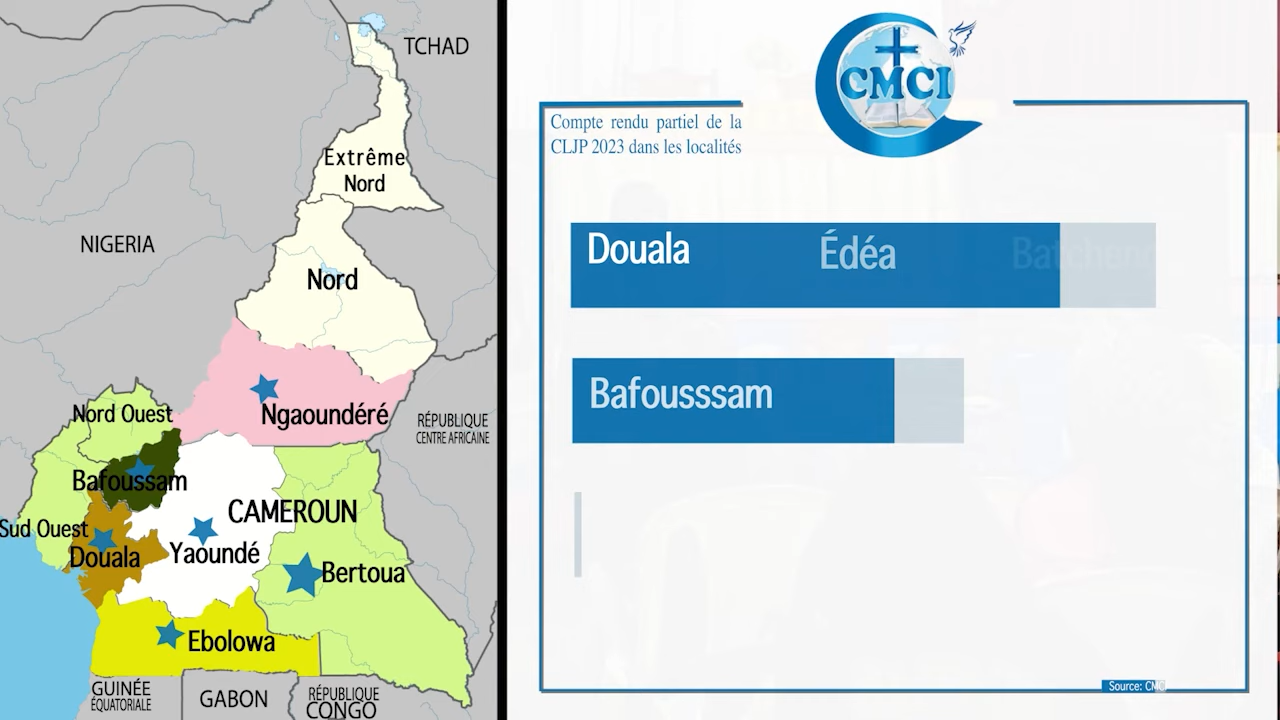 TCHAD
Extrême
Nord
NIGERIA
Nord
Ngaoundéré
RÉPUBLIQUE
CENTRE AFRICAINE
Nord Ouest
Bafoussam
CAMEROUN
Sud Ouest
Douala
Yaoundé
Bertoua
Ebolowa
GUINÉE
ÉQUATORIALE
GABON
RÉPUBLIQUE
CONGO
CMCI
Compte rendu partiel de la
CLJP 2023 dans les localités
Douala Édéa
Bafousssam
Source: CMCI